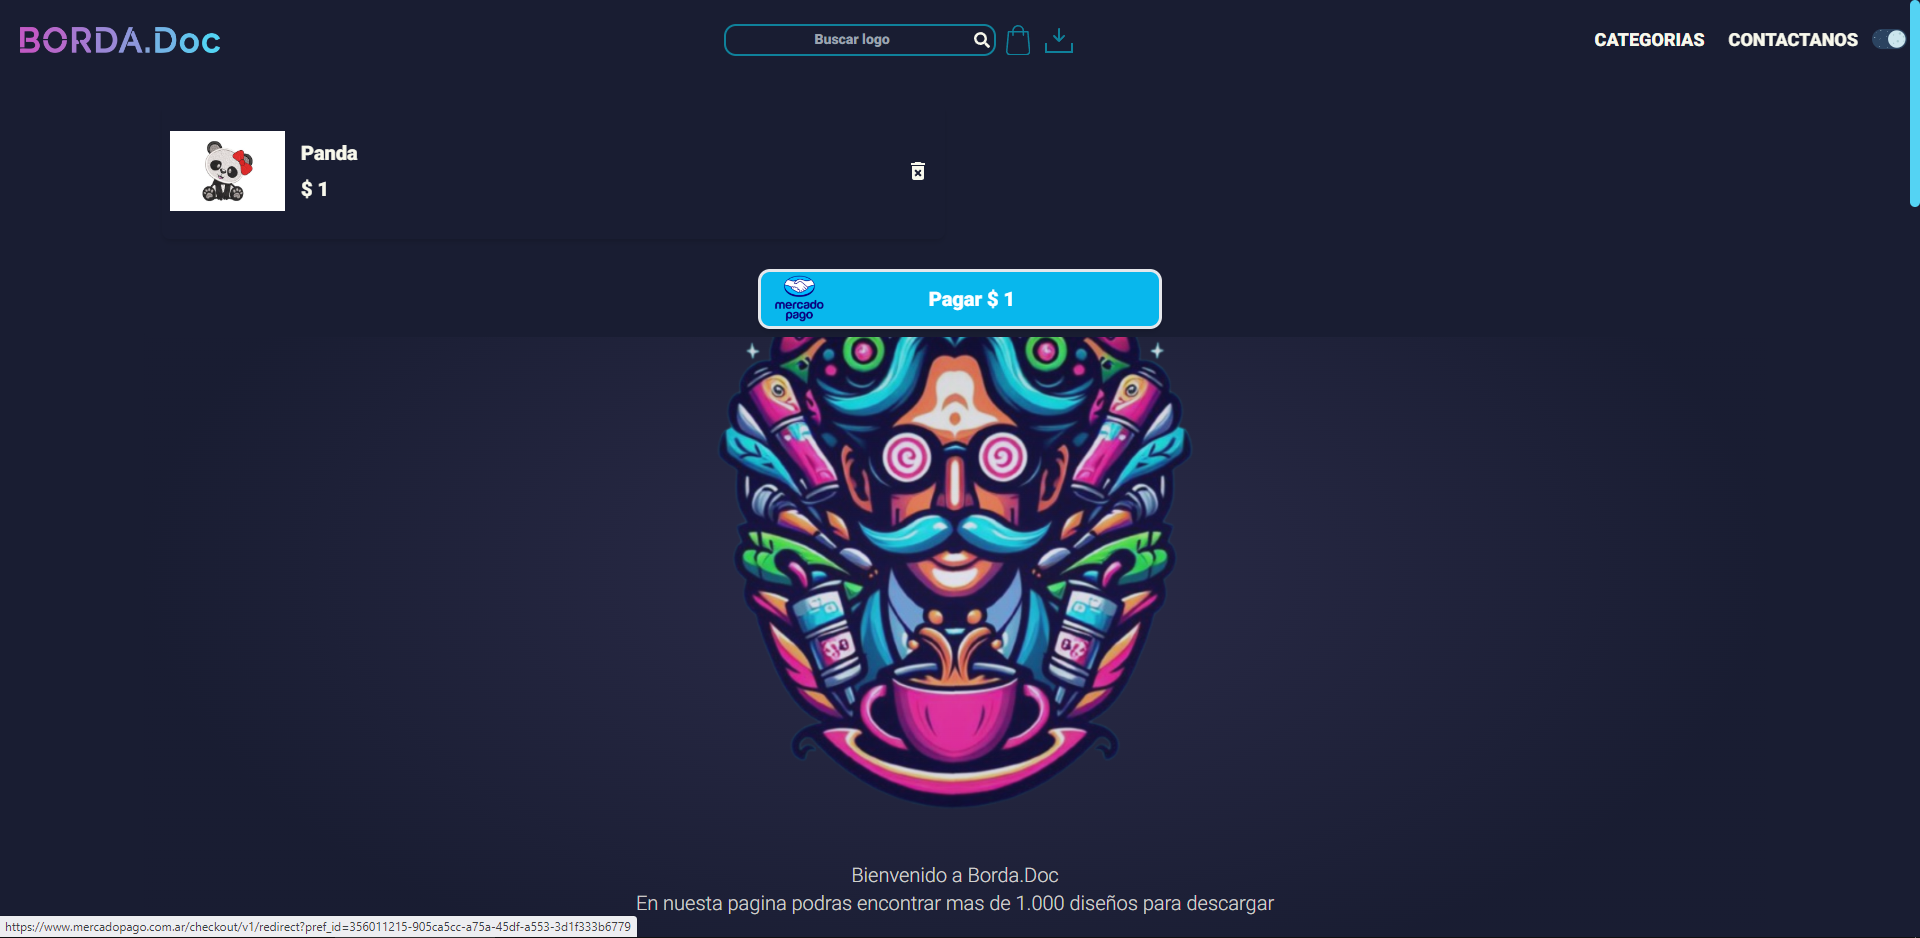 BORDA.Doc
Buscar logo
CATEGORIAS
CONTACTANOS
Panda
$ 1
mercado
pago
Pagar $ 1
Bienvenido a Borda.Doc
En nuesta pagina podras encontrar mas de 1.000 diseños para descargar
https://www.mercadopago.com.ar/checkout/v1/redirect?pref_id=356011215-905ca5cc-a75a-45df-a553-3d1f333b6779